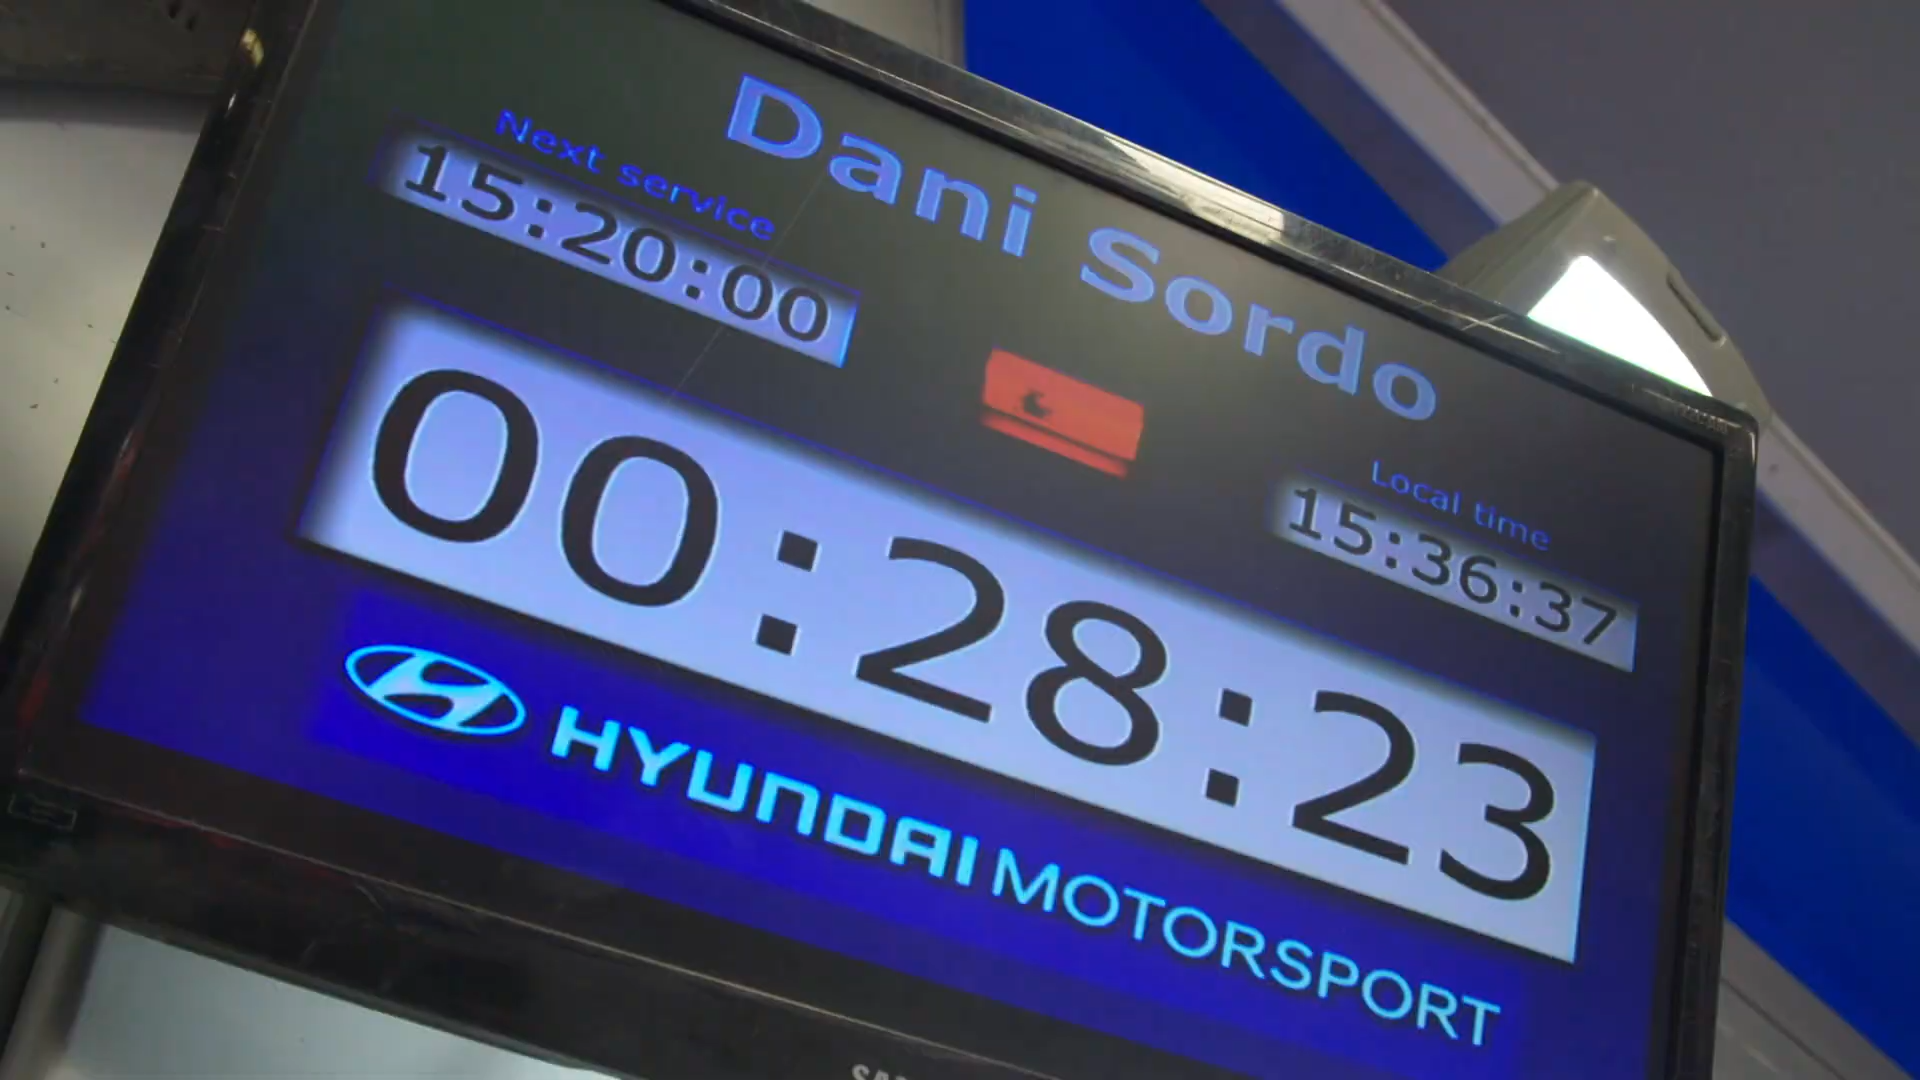 Dani Sordo
Next service
15:20:00
Local time
15:36:37
00:28:23
HYUNDAI MOTORSPORT